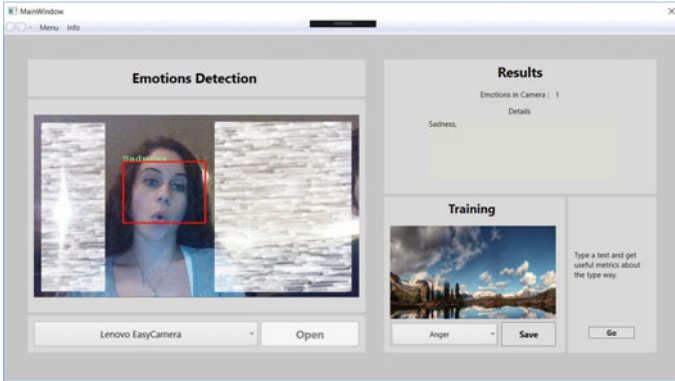 MainWindow
Menu Info
Emotions Detection
Sadness
Lenovo EasyCamera
Open
Results
Emotions in Camera : 1
Details
Sadness,
Training
Anger
Save
Type a text and get
useful metrics about
the type way.
Go